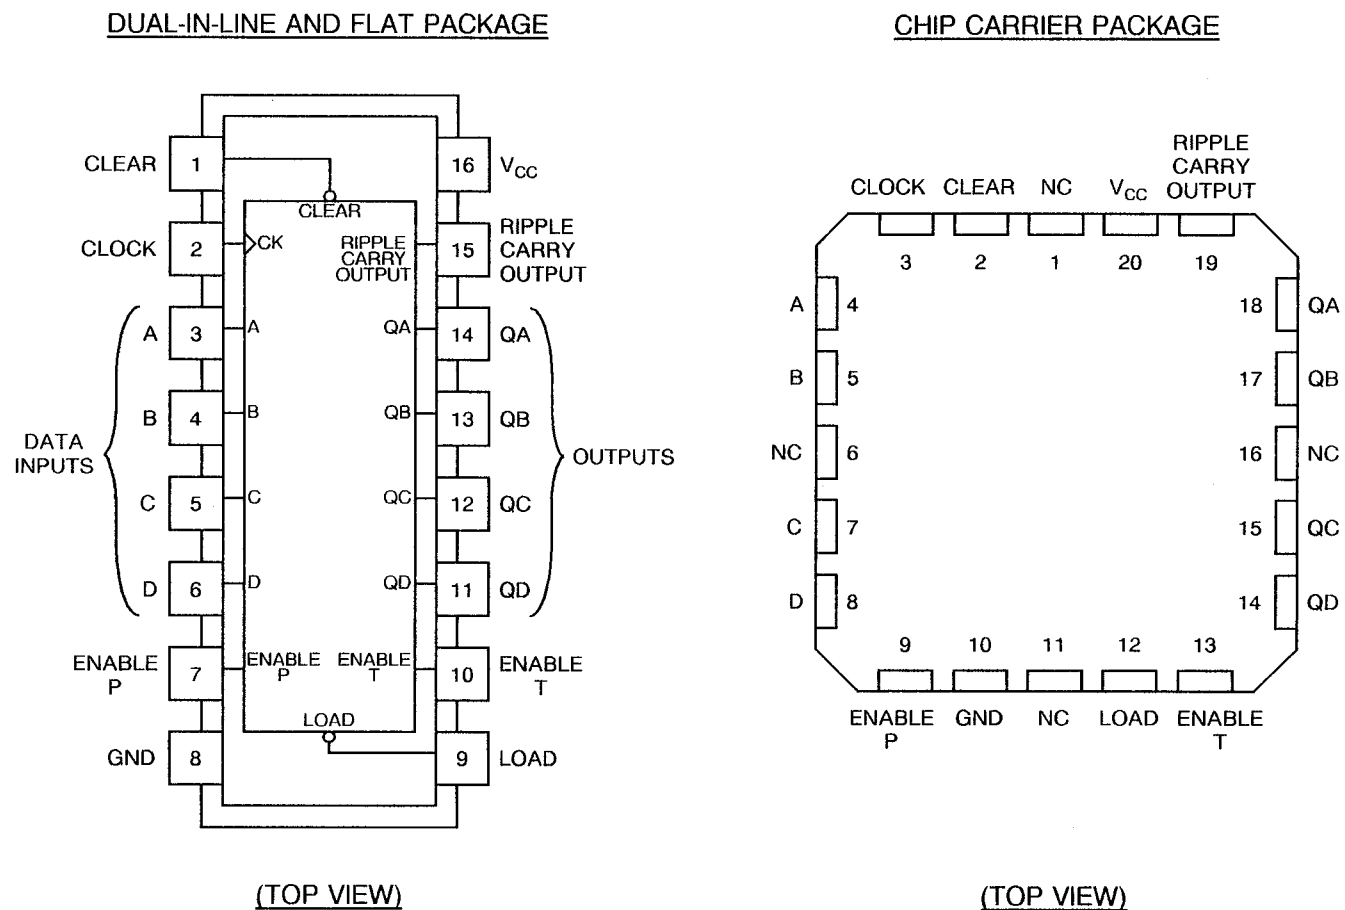 DUAL-IN-LINE AND FLAT PACKAGE
CLEAR 1
16 VCC
CLEAR
CLOCK 2
CK
RIPPLE
CARRY
OUTPUT
15
RIPPLE
CARRY
OUTPUT
DATA
INPUTS
A 3 A
QA 14 QA
B 4 B
QB 13 QB
C 5 C
QC 12 QC
D 6 D
QD 11 QD
OUTPUTS
ENABLE
P
7
ENABLE
P
ENABLE
T
10
ENABLE
T
LOAD
GND 8
9 LOAD
(TOP VIEW)
CHIP CARRIER PACKAGE
CLOCK CLEAR NC VCC
RIPPLE
CARRY
OUTPUT
3 2 1 20 19
A 4
18 QA
B 5
17 QB
NC 6
16 NC
C 7
15 QC
D 8
14 QD
9 10 11 12 13
ENABLE
P
GND NC LOAD
ENABLE
T
(TOP VIEW)